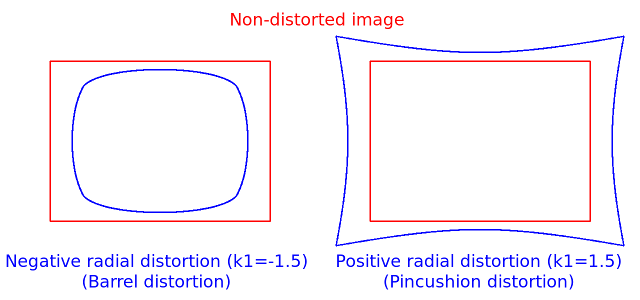 Non-distorted image
Negative radial distortion (k1=-1.5)
(Barrel distortion)
Positive radial distortion (k1=1.5)
(Pincushion distortion)